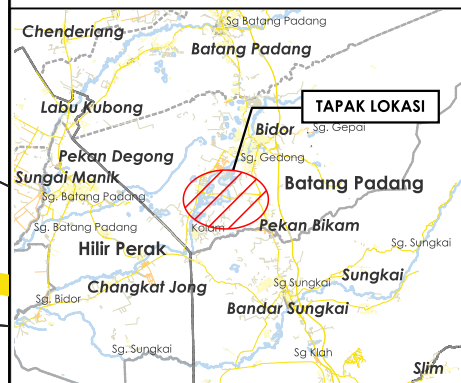 Sg Batang Padang
Chenderiang
Batang Padang
Labu Kubong
TAPAK LOKASI
Bidor
Sg. Gepai
Pekan Degong
Sg. Gedong
Sungai Manik
Batang Padang
Sg. Batang Padang
Sg. Batang Padang
Kolam
Pekan Bikam
Hilir Perak
Sg. Sungkai
Changkat Jong
Sg Sungkai
Sungkai
Sg. Bidor
Bandar Sungkai
Sg. Sungkai
Sg Klah
Slim